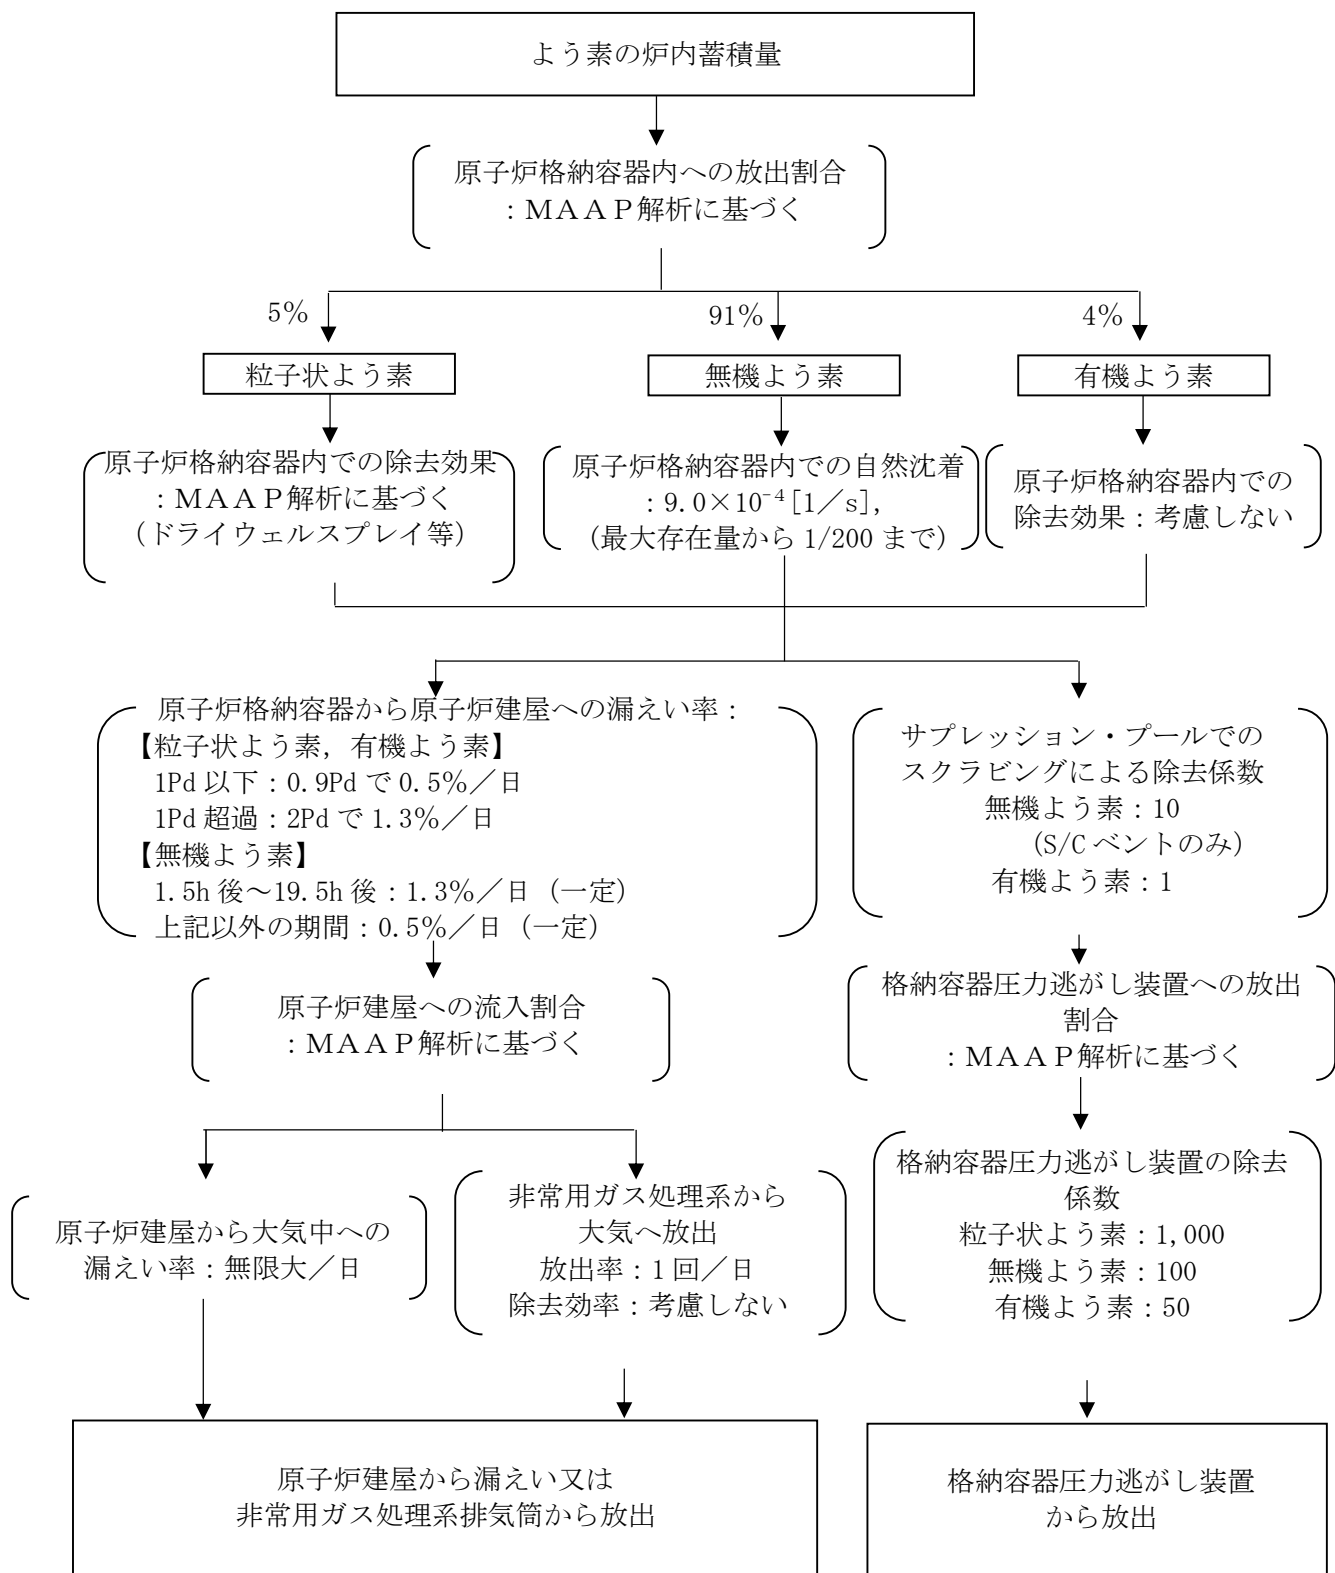 よう素の炉内蓄積量
原子炉格納容器内への放出割合
：ＭＡＡＰ解析に基づく
5％
91％
4％
粒子状よう素
無機よう素
有機よう素
原子炉格納容器内での除去効果
：ＭＡＡＰ解析に基づく
（ドライウェルスプレイ等）
原子炉格納容器内での自然沈着
：9.0×10⁻⁴[1／s],
（最大存在量から 1/200 まで）
原子炉格納容器内での
除去効果：考慮しない
原子炉格納容器から原子炉建屋への漏えい率：
【粒子状よう素，有機よう素】
1Pd 以下：0.9Pd で 0.5％／日
1Pd 超過：2Pd で 1.3％／日
【無機よう素】
1.5h 後～19.5h 後：1.3％／日（一定）
上記以外の期間：0.5％／日（一定）
サプレッション・プールでの
スクラビングによる除去係数
無機よう素：10
（S/C ベントのみ）
有機よう素：1
原子炉建屋への流入割合
：ＭＡＡＰ解析に基づく
格納容器圧力逃がし装置への放出
割合
：ＭＡＡＰ解析に基づく
原子炉建屋から大気中への
漏えい率：無限大／日
非常用ガス処理系から
大気へ放出
放出率：1 回／日
除去効率：考慮しない
格納容器圧力逃がし装置の除去
係数
粒子状よう素：1,000
無機よう素：100
有機よう素：50
原子炉建屋から漏えい又は
非常用ガス処理系排気筒から放出
格納容器圧力逃がし装置
から放出